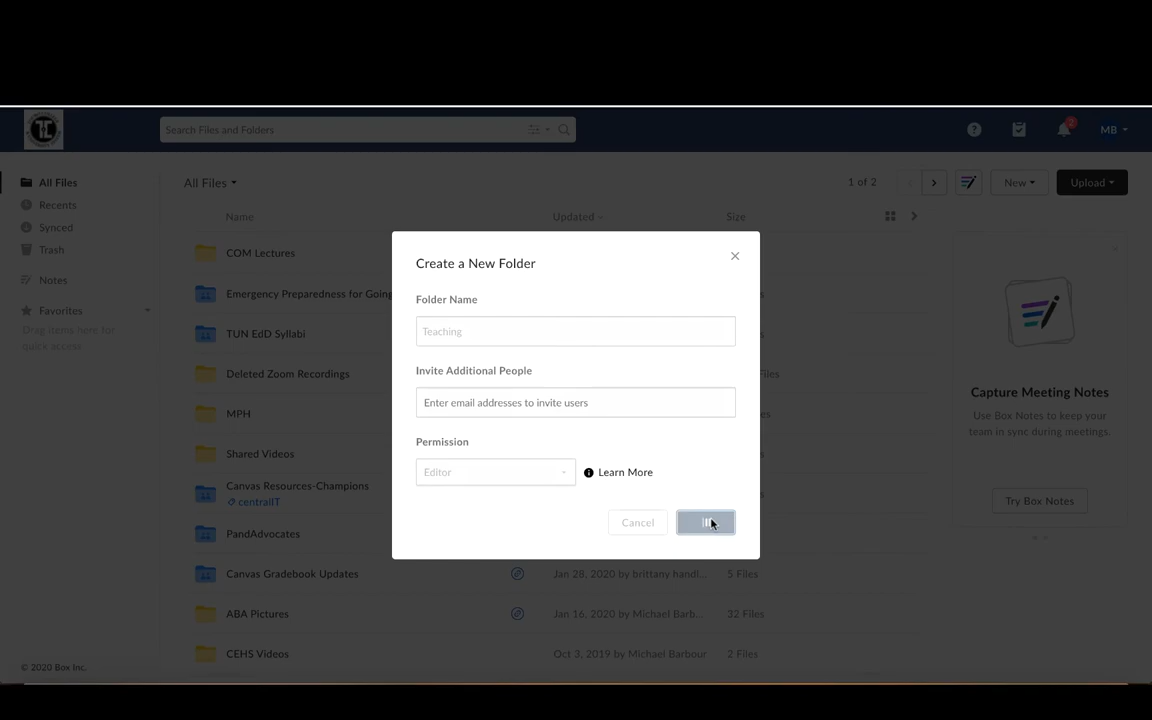 TC
Search Files and Folders
2
MB
All Files
Recents
Synced
Trash
Notes
Favorites
Drag items here for
quick access
All Files
1 of 2
New
Upload
Name
Updated
Size
COM Lectures
Emergency Preparedness for Going
TUN EdD Syllabi
Deleted Zoom Recordings
Files
MPH
Shared Videos
Canvas Resources-Champions
centralIT
PandAdvocates
Canvas Gradebook Updates
Jan 28, 2020 by brittany handl...
5 Files
ABA Pictures
Jan 16, 2020 by Michael Barb...
32 Files
CEHS Videos
Oct 3, 2019 by Michael Barbour
2 Files
Create a New Folder
Folder Name
Teaching
Invite Additional People
Enter email addresses to invite users
Permission
Editor
Learn More
Cancel
Capture Meeting Notes
Use Box Notes to keep your
team in sync during meetings.
Try Box Notes
© 2020 Box Inc.